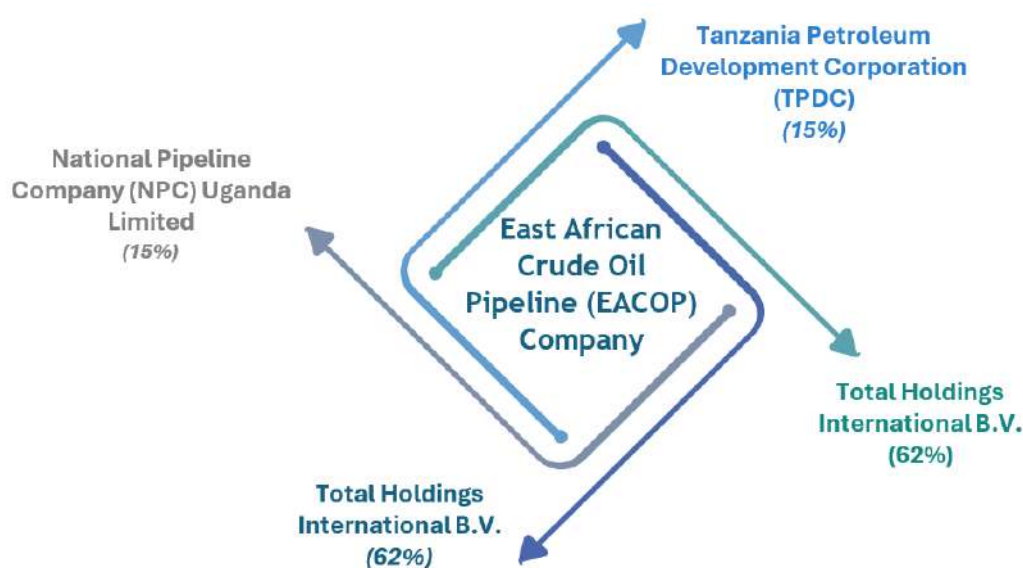 Tanzania Petroleum
Development Corporation
(TPDC)
(15%)
National Pipeline
Company (NPC) Uganda
Limited
(15%)
East African
Crude Oil
Pipeline (EACOP)
Company
Total Holdings
International B.V.
(62%)
Total Holdings
International B.V.
(62%)